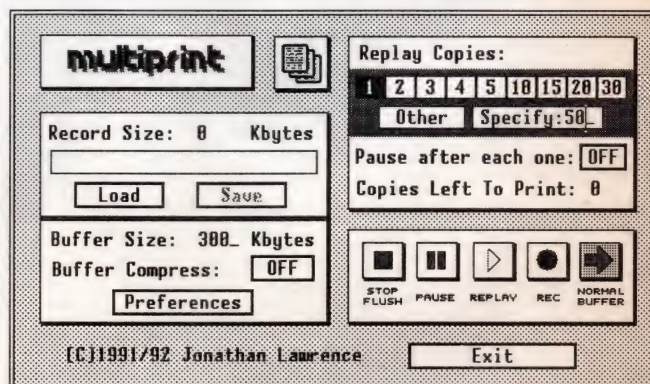 multiprint
Record Size: 0 Kbytes
Load Save
Buffer Size: 300_ Kbytes
Buffer Compress: OFF
Preferences
Replay Copies:
1 2 3 4 5 10 15 20 30
Other Specify:50_
Pause after each one: OFF
Copies Left To Print: 0
STOP FLUSH PAUSE REPLAY REC NORMAL BUFFER
[C]1991/92 Jonathan Lawrence Exit